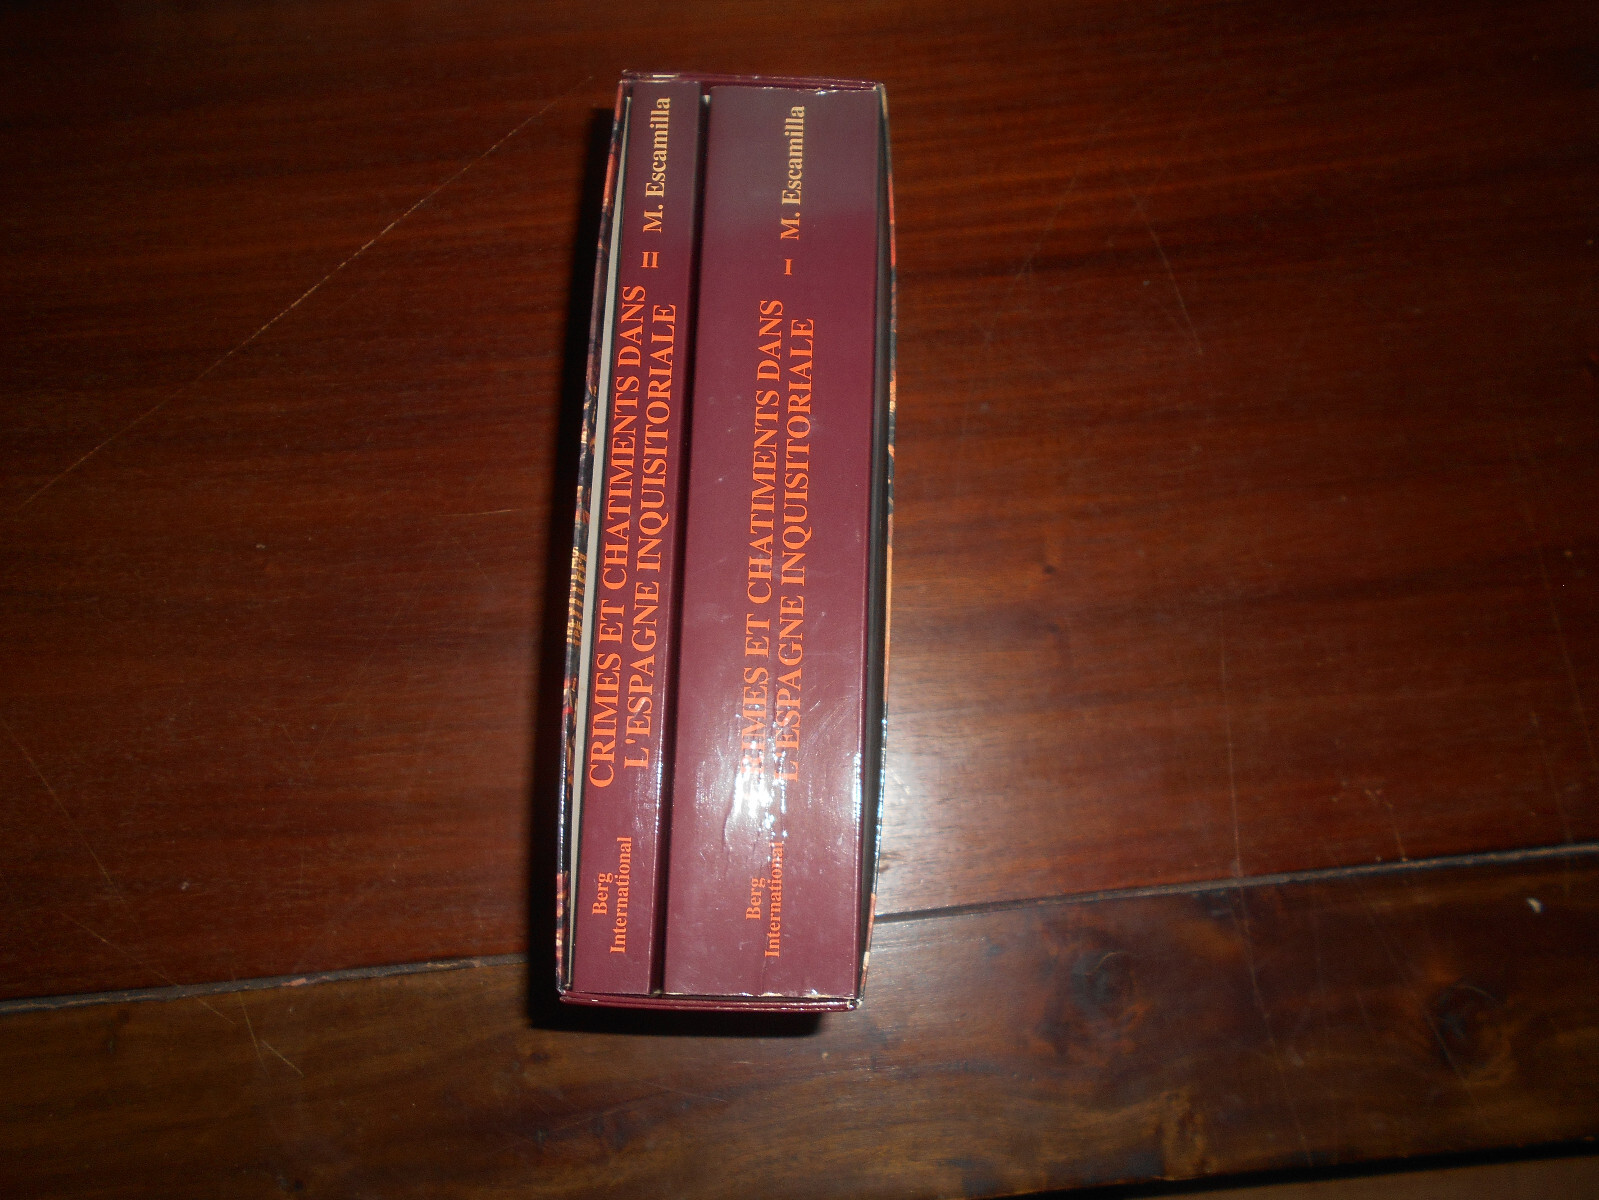 CRIMES ET CHATIMENTS DANS
L'ESPAGNE INQUISITORIALE
II
M. Escamilla
Berg
International
CRIMES ET CHATIMENTS DANS
L'ESPAGNE INQUISITORIALE
I
M. Escamilla
Berg
International